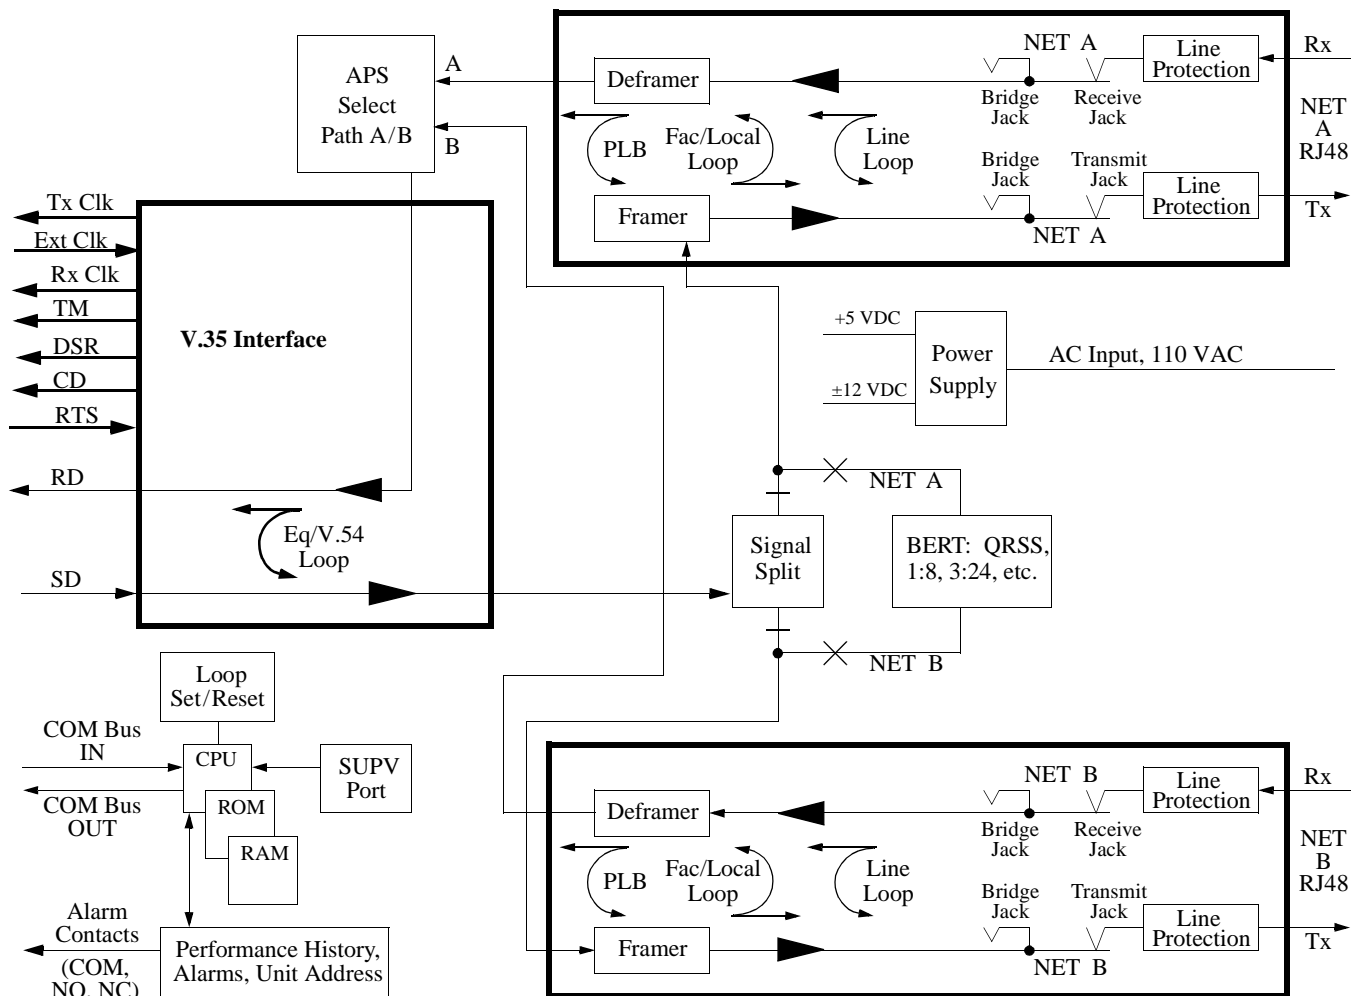 APS
Select
Path A/B
A
B
Deframer
NET A
Bridge
Jack
Receive
Jack
Line
Protection
Rx
NET
A
RJ48
PLB
Fac/Local
Loop
Line
Loop
Bridge
Jack
Transmit
Jack
Line
Protection
Tx
Framer
NET A
Tx Clk
Ext Clk
Rx Clk
TM
DSR
CD
RTS
RD
SD
V.35 Interface
Eq/V.54
Loop
+5 VDC
±12 VDC
Power
Supply
AC Input, 110 VAC
NET A
Signal
Split
BERT: QRSS,
1:8, 3:24, etc.
NET B
Loop
Set/Reset
COM Bus
IN
CPU
SUPV
Port
COM Bus
OUT
ROM
RAM
Alarm
Contacts
(COM,
NO, NC)
Performance History,
Alarms, Unit Address
Deframer
NET B
Bridge
Jack
Receive
Jack
Line
Protection
Rx
NET
B
RJ48
PLB
Fac/Local
Loop
Line
Loop
Bridge
Jack
Transmit
Jack
Line
Protection
Tx
Framer
NET B